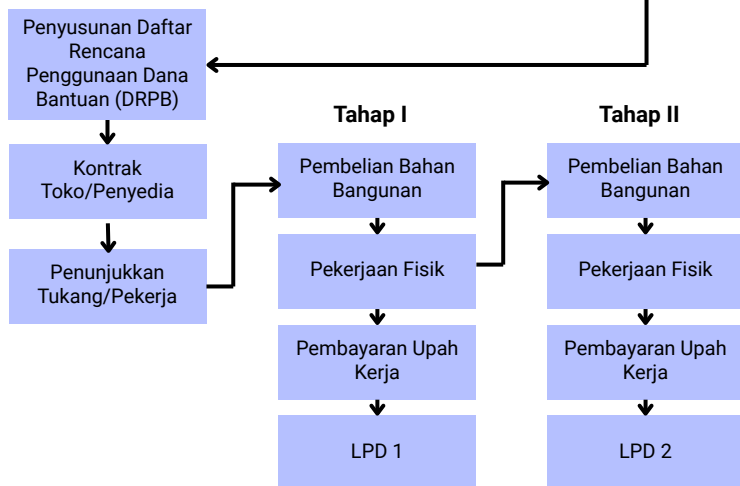 Penyusunan Daftar
Rencana
Penggunaan Dana
Bantuan (DRPB)
Kontrak
Toko/Penyedia
Penunjukkan
Tukang/Pekerja
Tahap I
Pembelian Bahan
Bangunan
Pekerjaan Fisik
Pembayaran Upah
Kerja
LPD 1
Tahap II
Pembelian Bahan
Bangunan
Pekerjaan Fisik
Pembayaran Upah
Kerja
LPD 2